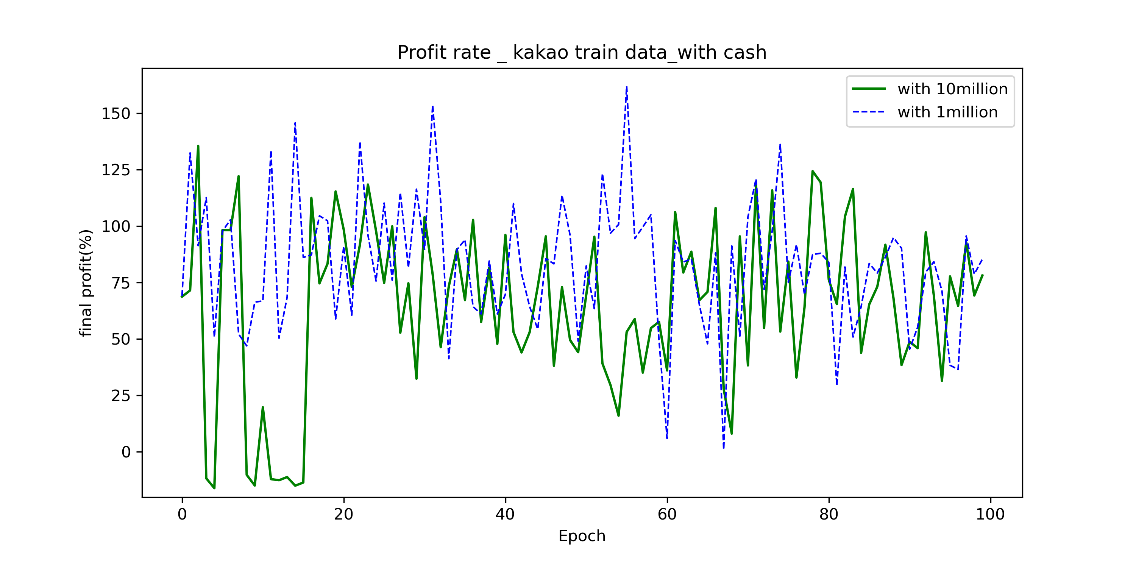 Profit rate _ kakao train data_with cash
with 10million
with 1million
final profit(%)
150
125
100
75
50
25
0
0 20 40 60 80 100
Epoch